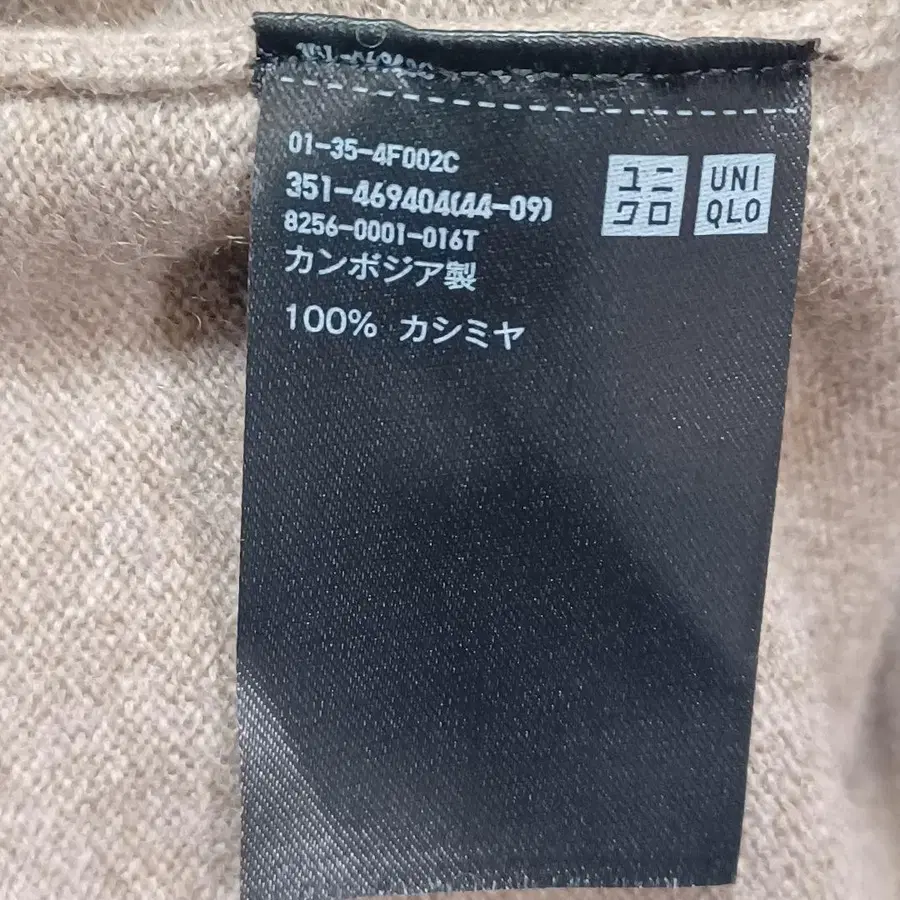 01-35-4F002C
351-469404(44-09)
8256-0001-016T
カンボジア製
100% カシミヤ
ユニ
クロ
UNI
QLO